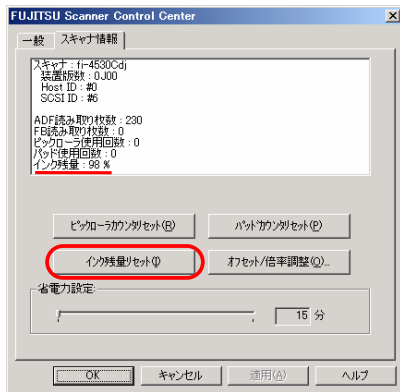 FUJITSU Scanner Control Center
一般 スキャナ情報
スキャナ : fi-4530Cdj
装置版数 : 0J00
Host ID : #0
SCSI ID : #6
ADF読み取り枚数 : 230
FB読み取り枚数 : 0
ピックローラ使用回数 : 0
パッド使用回数 : 0
インク残量 : 98 %
ピックローラカウンタリセット(R) パッドカウンタリセット(P)
インク残量リセット(I) オフセット/倍率調整(O)...
省電力設定:
15 分
OK キャンセル 適用(A) ヘルプ